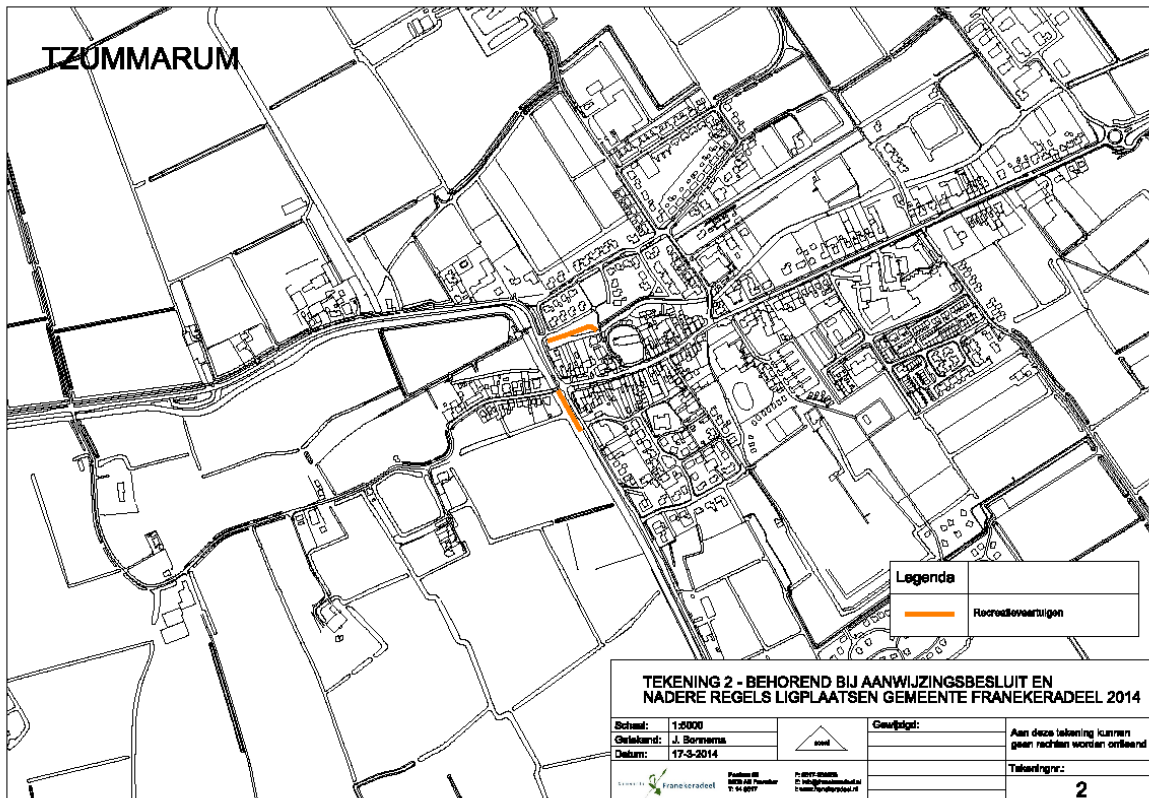 TZUMMARUM
Legenda
Recreatievaartuigen
TEKENING 2 - BEHOREND BIJ AANWIJZINGSBESLUIT EN
NADERE REGELS LIGPLAATSEN GEMEENTE FRANEKERADEEL 2014
Schaal: 1:5000
Getekend: J. Bonnema
Datum: 17-3-2014
noord
Gewijzigd:
Aan deze tekening kunnen
geen rechten worden ontleend
Tekeningnr.:
2
Franekeradeel